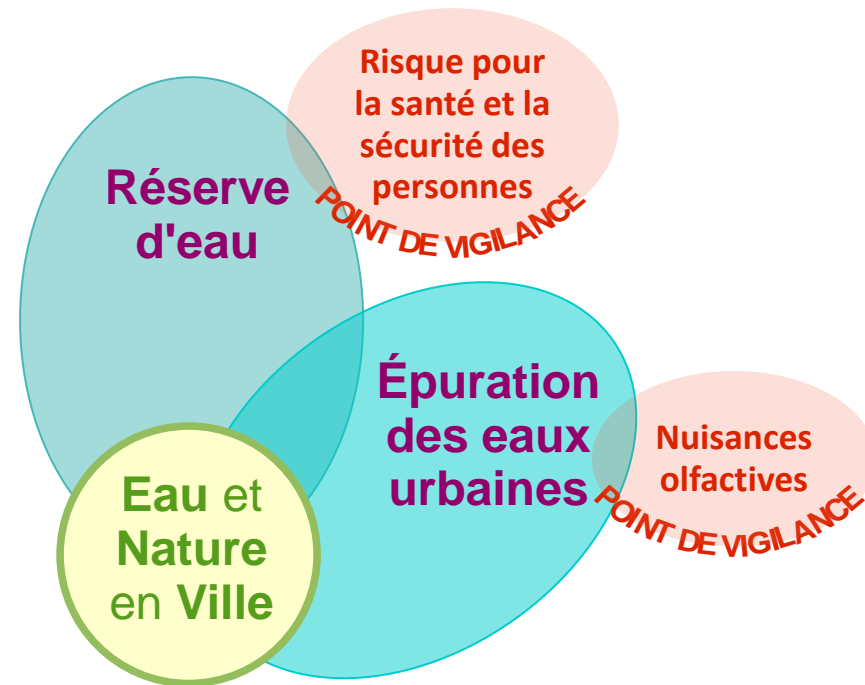 Risque pour
la santé et la
sécurité des
personnes
POINT DE VIGILANCE
Réserve
d'eau
Épuration
des eaux
urbaines
Nuisances
olfactives
POINT DE VIGILANCE
Eau et
Nature
en Ville